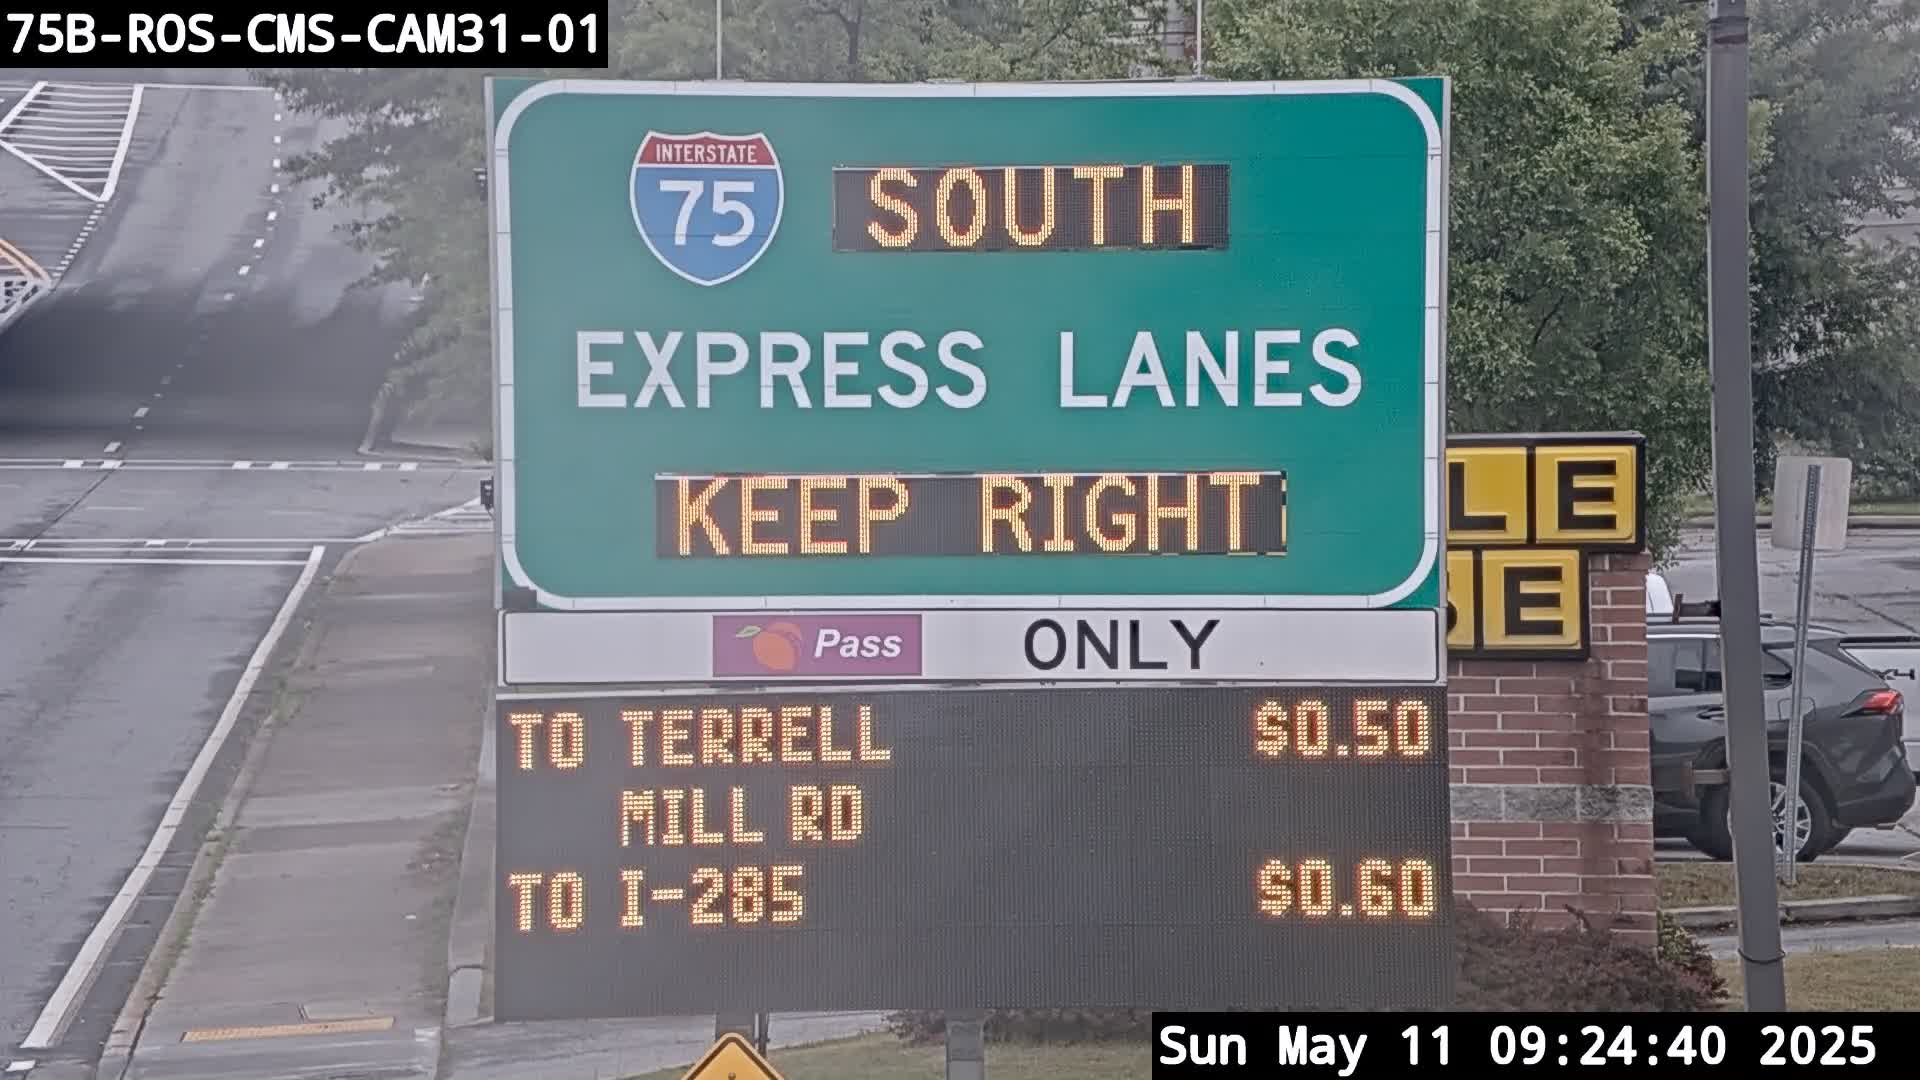 75B-ROS-CMS-CAM31-01
INTERSTATE
75
SOUTH
EXPRESS LANES
KEEP RIGHT
LE
E
Pass ONLY
TO TERRELL $0.50
MILL RD
TO I-285 $0.60
Sun May 11 09:24:40 2025